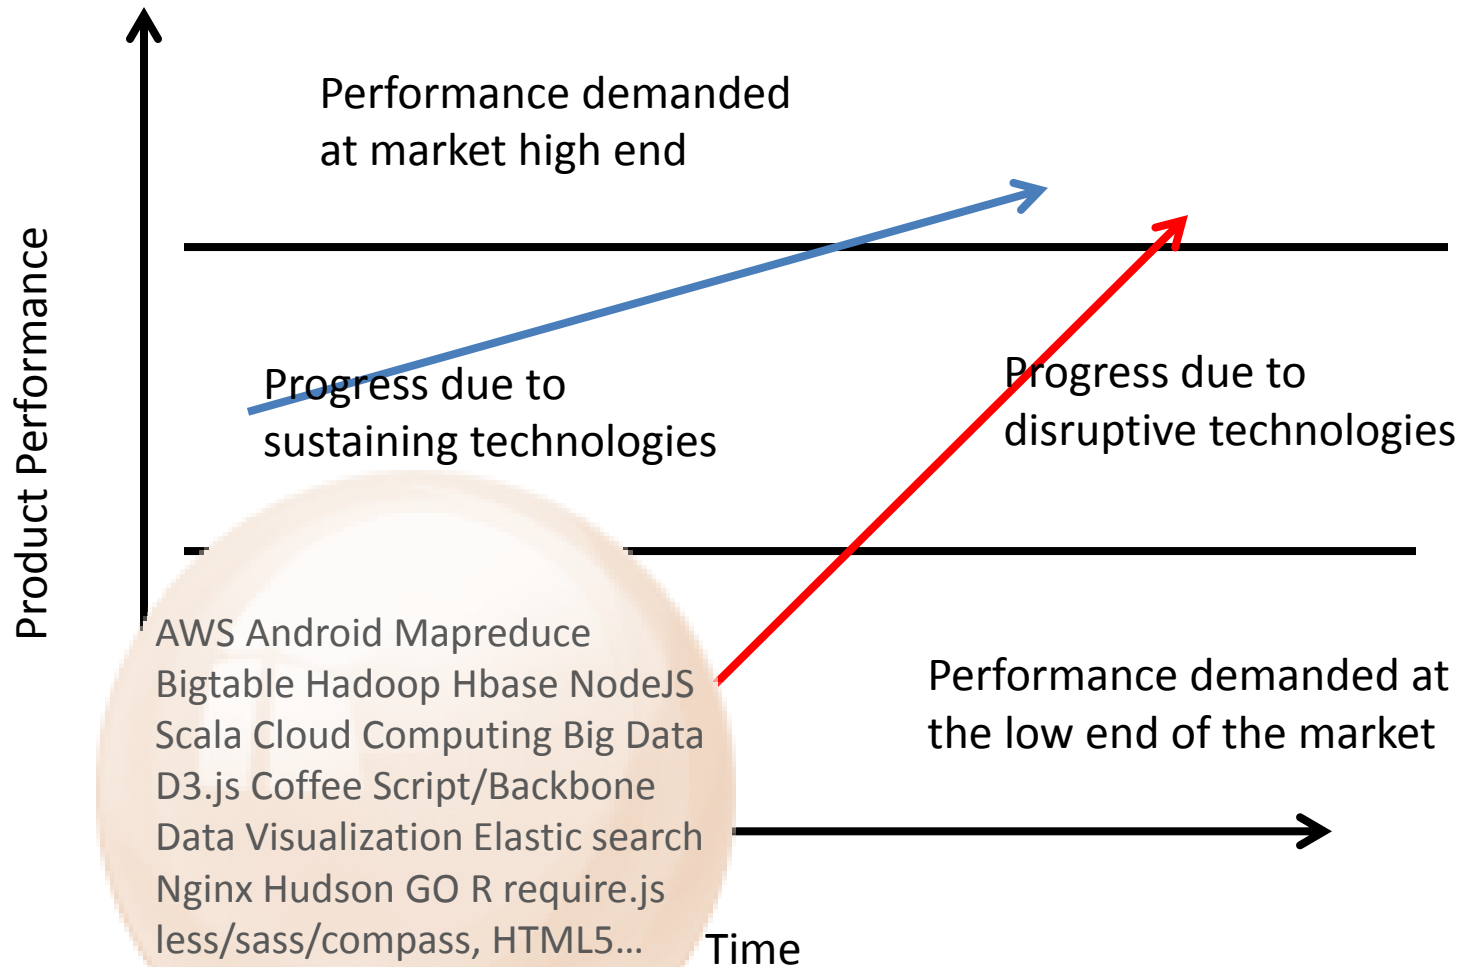 Performance demanded
at market high end
Product Performance
Progress due to
sustaining technologies
Progress due to
disruptive technologies
AWS Android Mapreduce
Bigtable Hadoop Hbase NodeJS
Scala Cloud Computing Big Data
D3.js Coffee Script/Backbone
Data Visualization Elastic search
Nginx Hudson GO R require.js
less/sass/compass, HTML5…
Performance demanded at
the low end of the market
Time